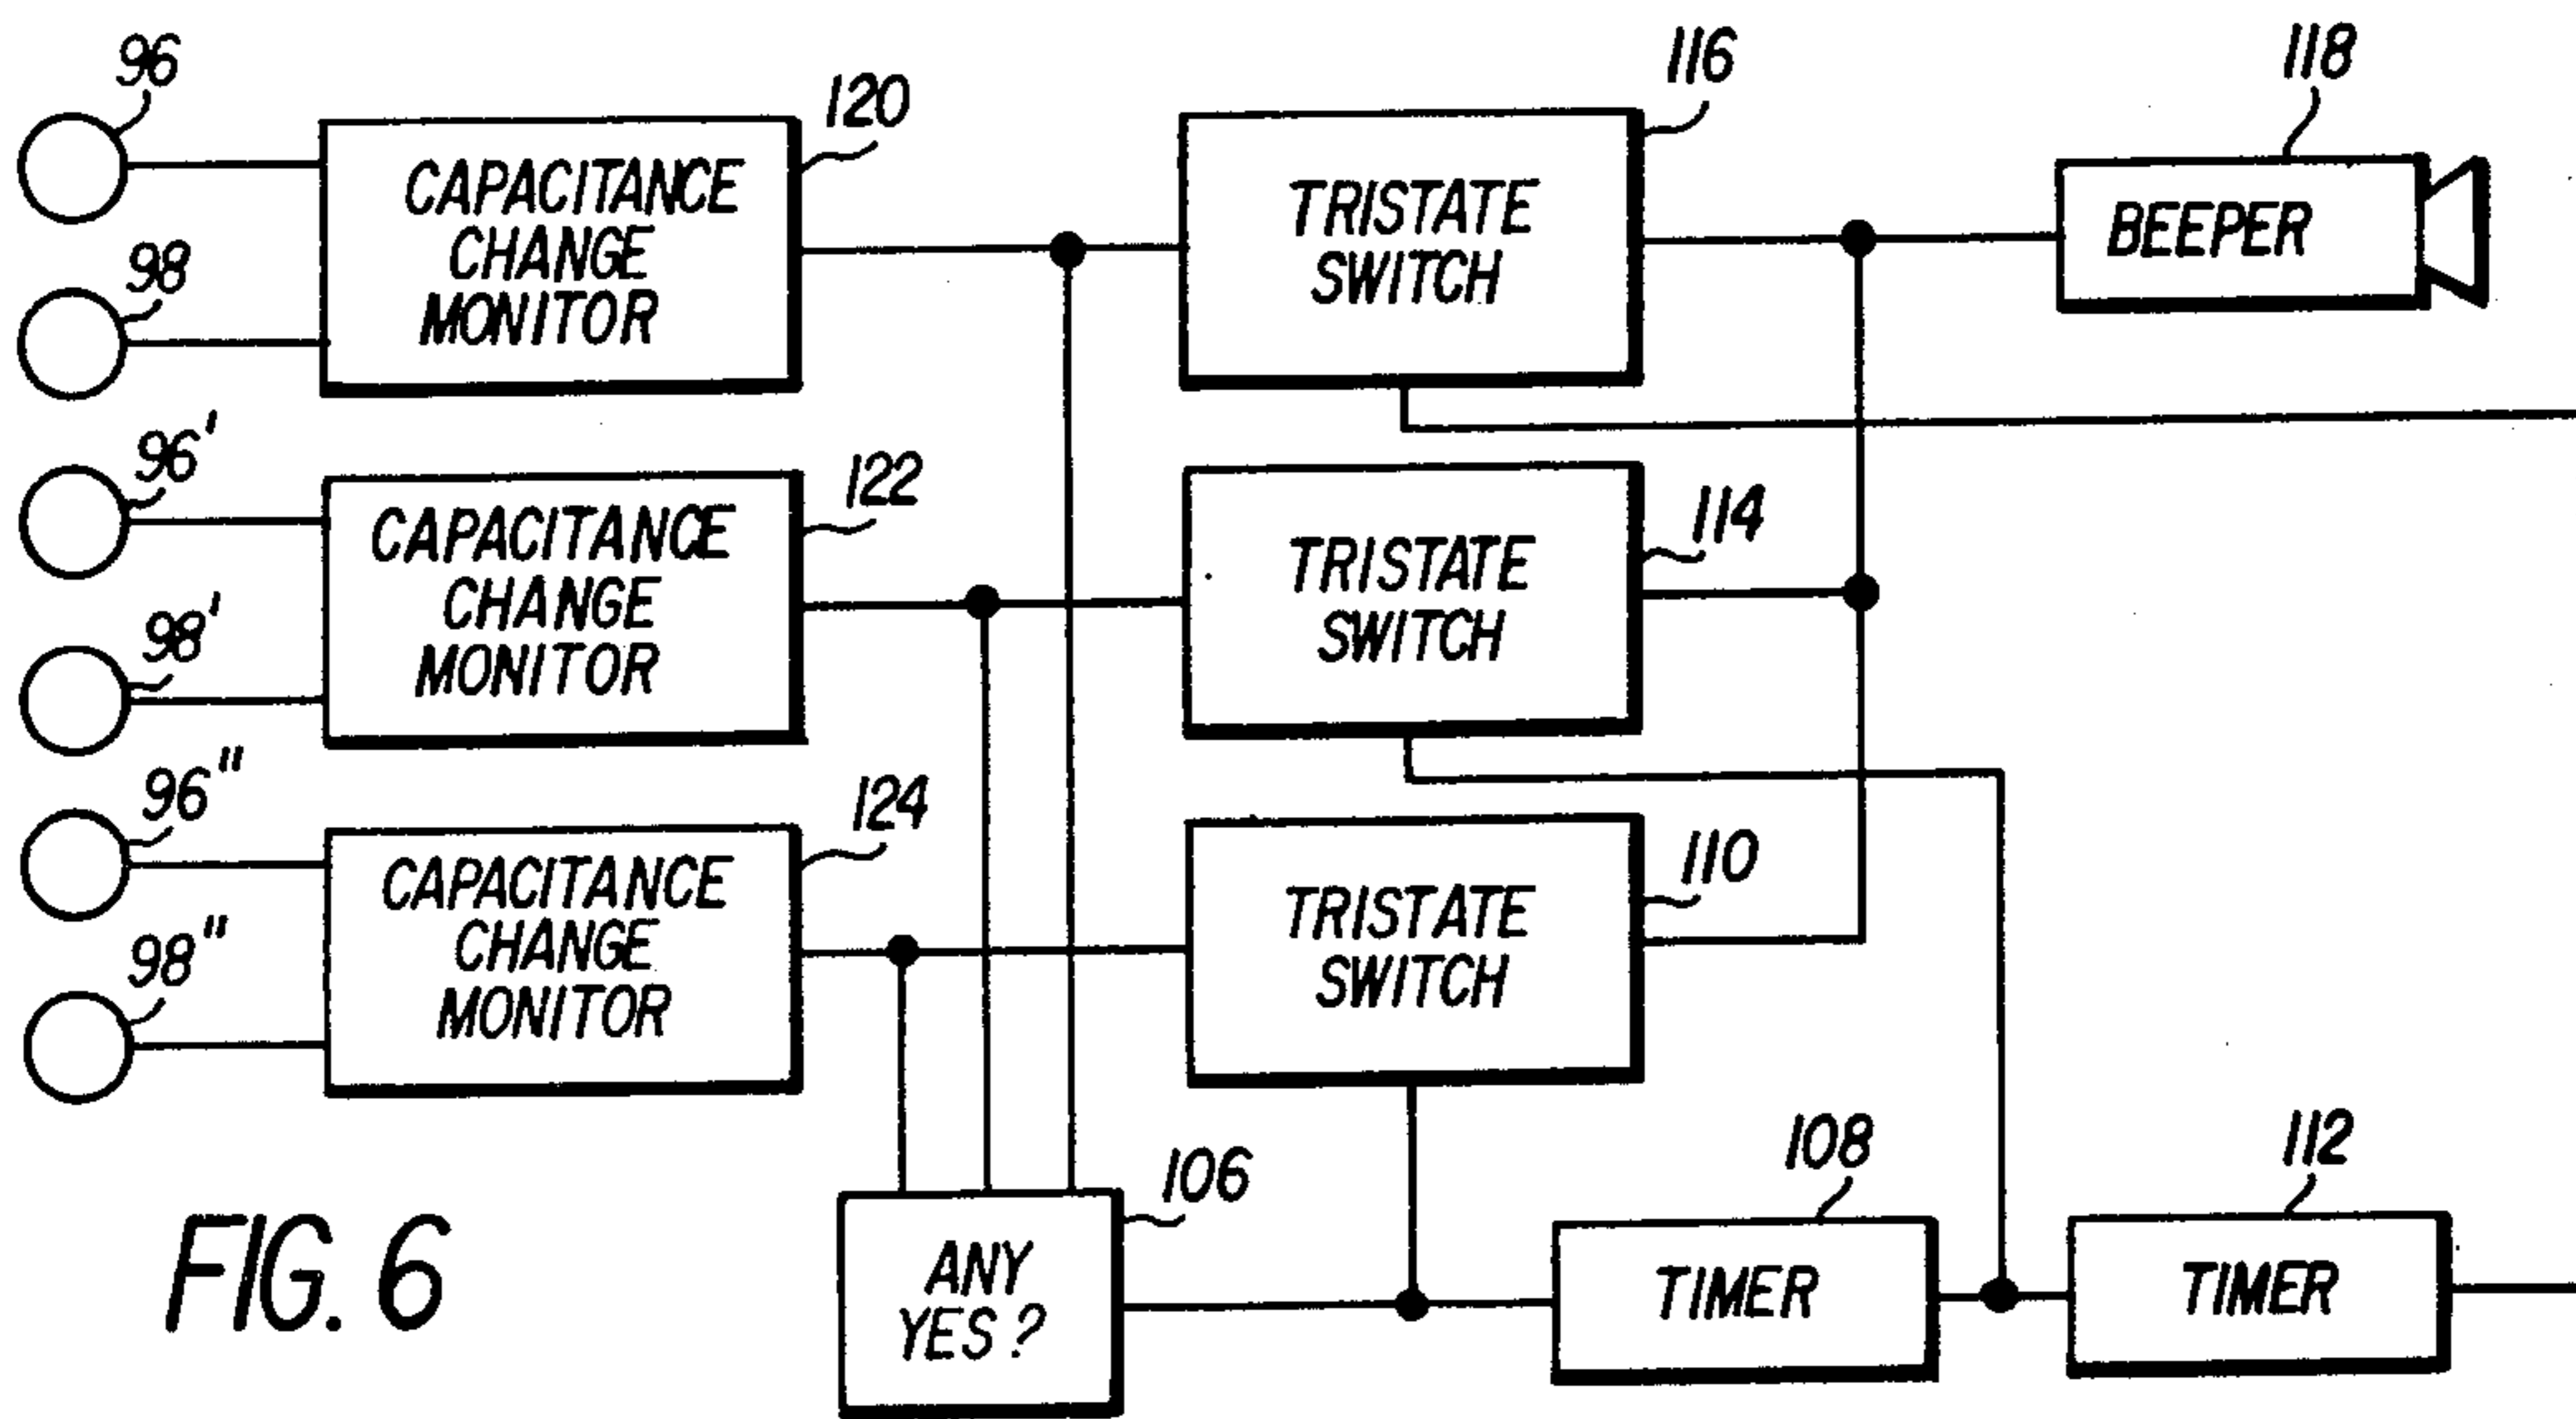 96
98
120
CAPACITANCE
CHANGE
MONITOR
116
TRISTATE
SWITCH
118
BEEPER
96'
98'
122
CAPACITANCE
CHANGE
MONITOR
114
TRISTATE
SWITCH
96"
98"
124
CAPACITANCE
CHANGE
MONITOR
110
TRISTATE
SWITCH
106
ANY
YES?
108
TIMER
112
TIMER
FIG. 6